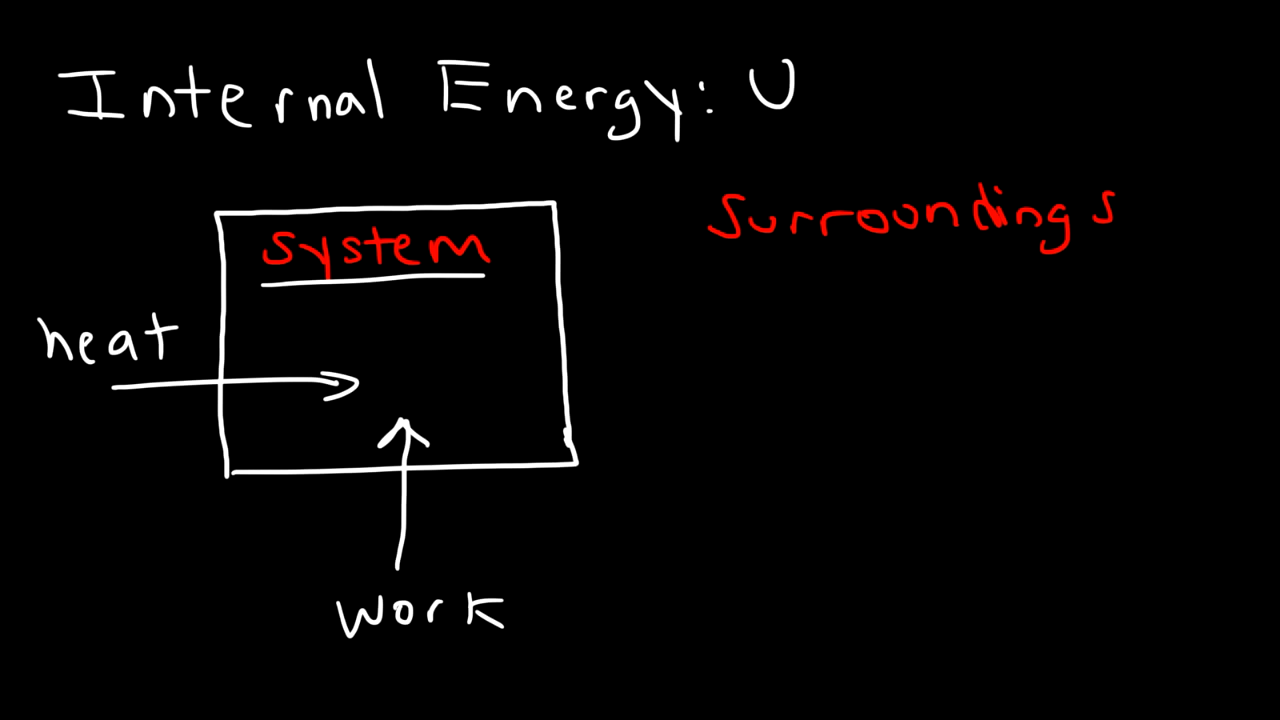 Internal Energy: U
Surroundings
system
heat
work